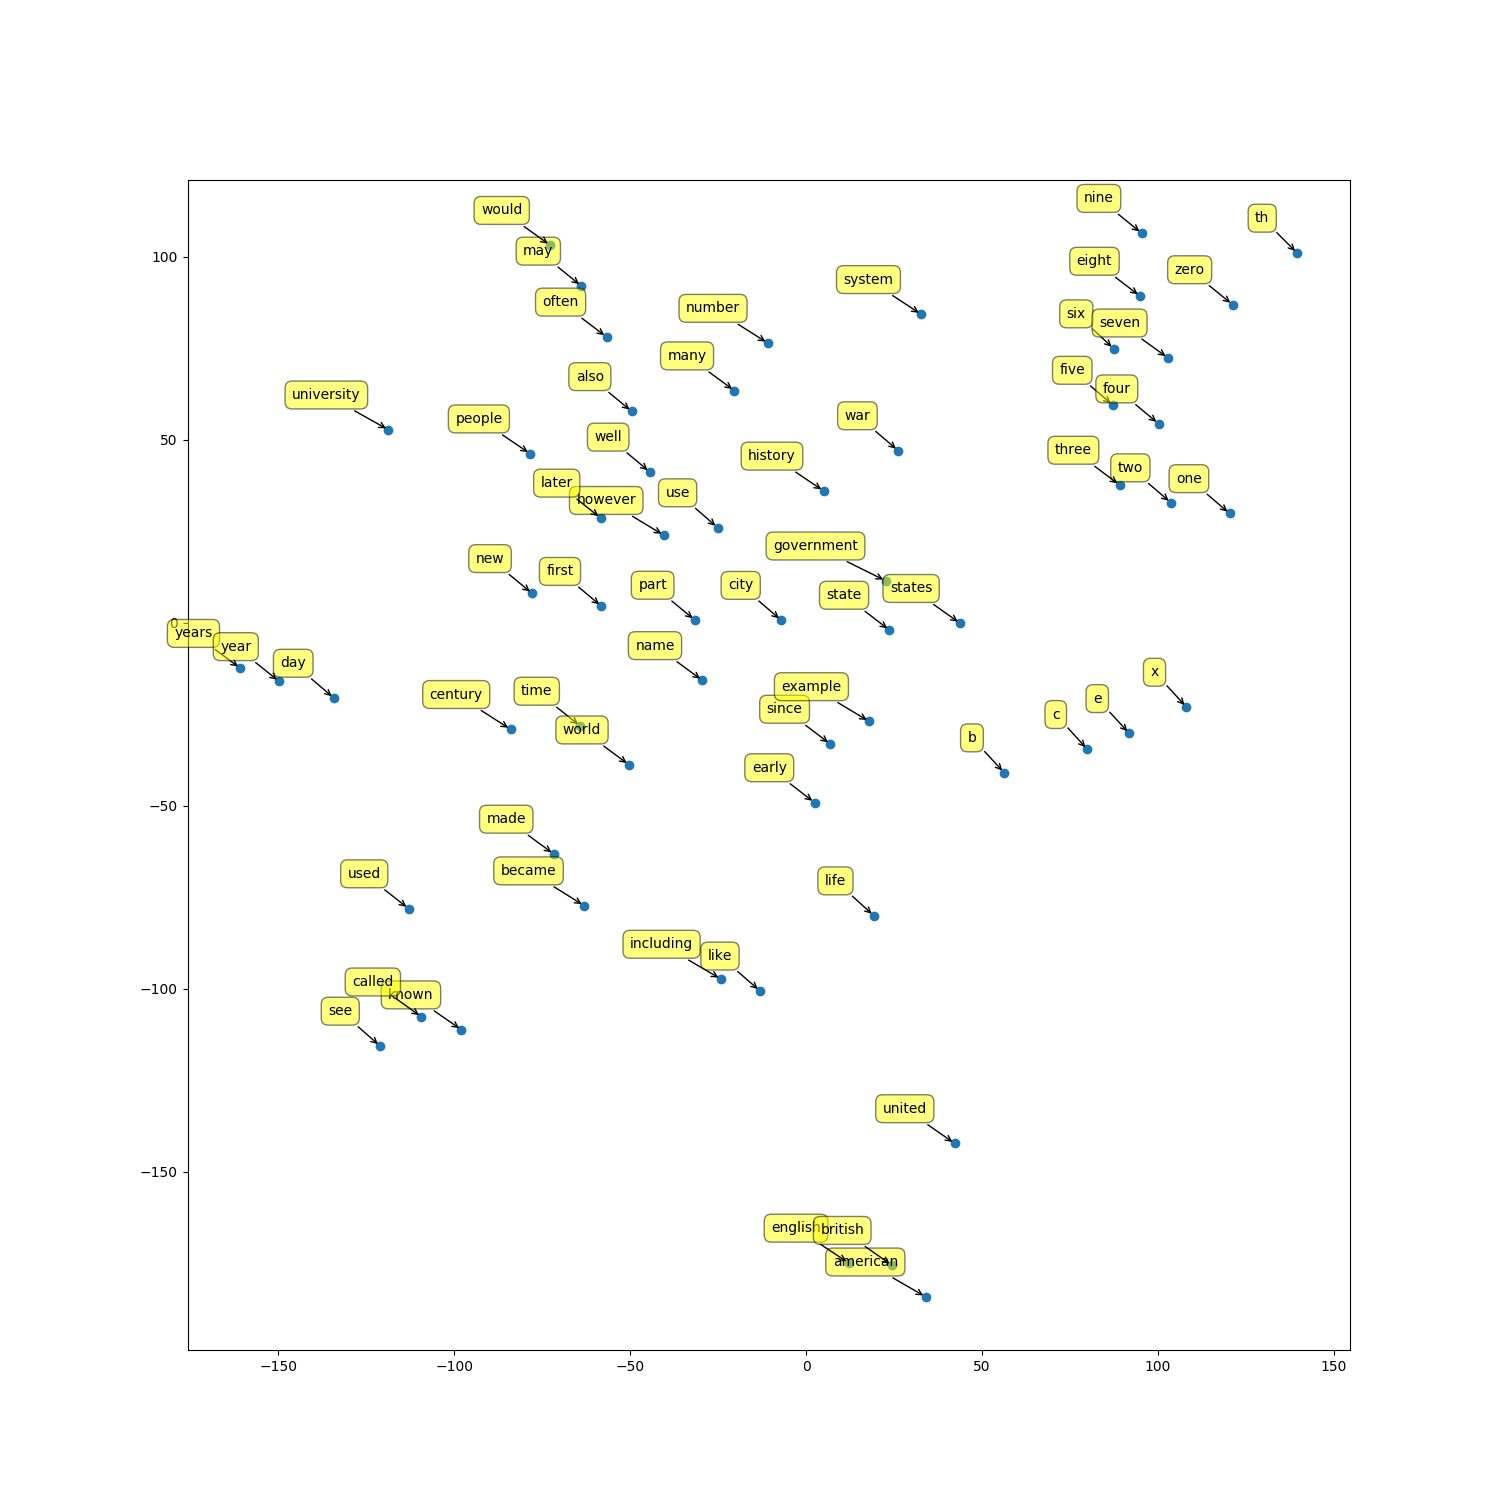 nine
would
th
may
eight
zero
system
often
number
six
seven
many
five
also
four
university
war
people
well
three
history
two
one
later
use
however
government
new
first
part
city
states
state
years
year
name
day
x
example
century
time
e
since
c
world
b
early
made
became
used
life
including
like
called
known
see
united
english
british
american
100
50
0
−50
−100
−150
−150
−100
−50
0
50
100
150